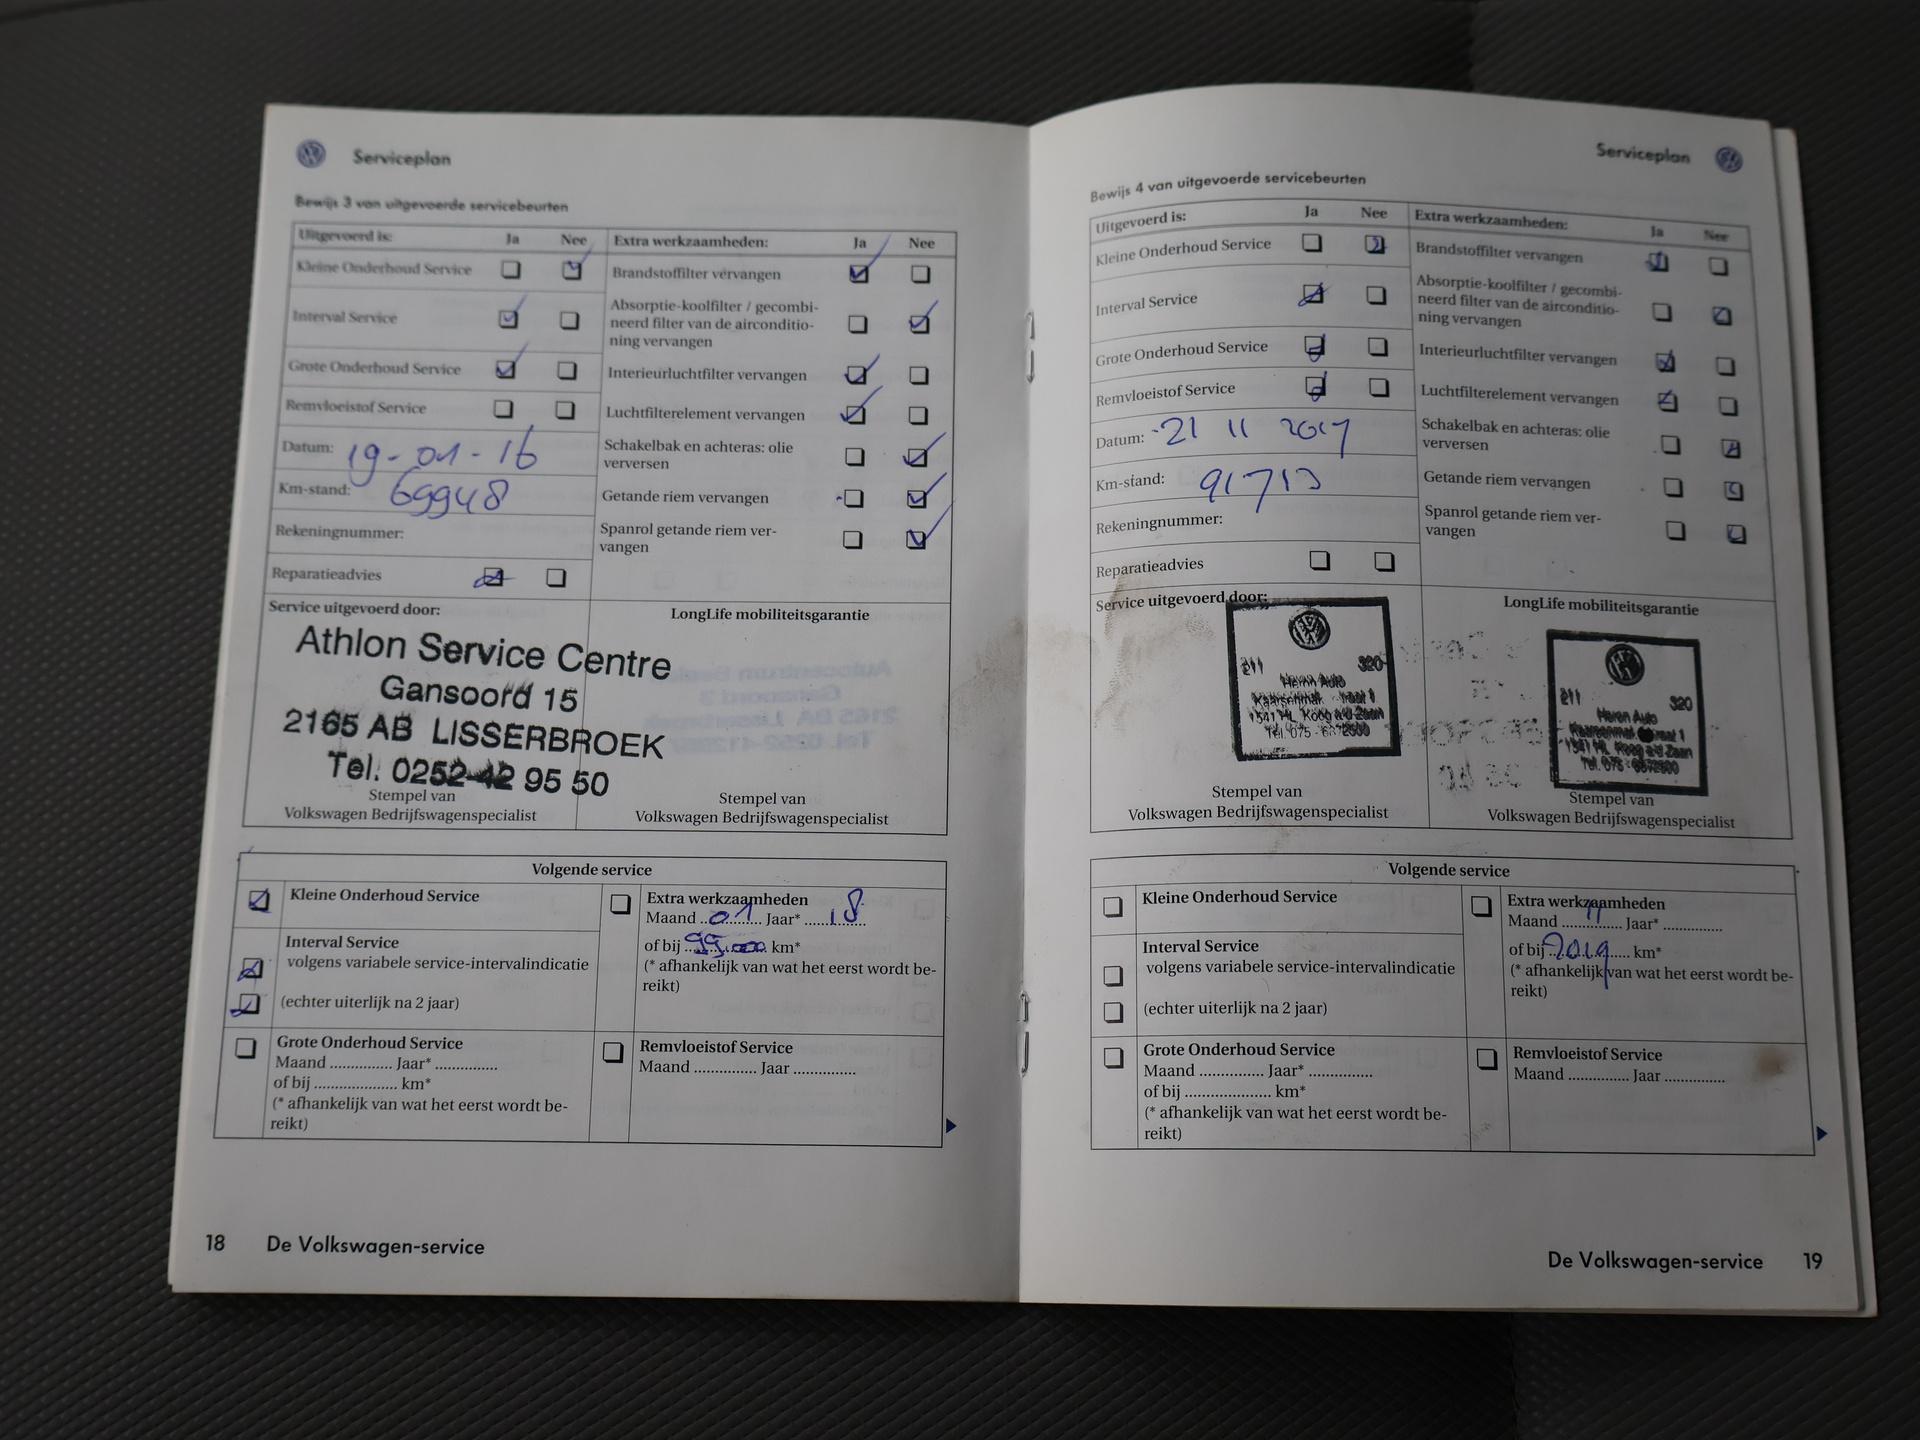 Serviceplan
Bewijs 3 van uitgevoerde servicebeurten
Uitgevoerd is: Ja Nee
Kleine Onderhoud Service
Interval Service
Grote Onderhoud Service
Remvloeistof Service
Datum: 19-01-16
Km-stand: 69948
Rekeningnummer:
Reparatieadvies
Extra werkzaamheden: Ja Nee
Brandstoffilter vervangen
Absorptie-koolfilter / gecombi-
neerd filter van de airconditio-
ning vervangen
Interieurluchtfilter vervangen
Luchtfilterelement vervangen
Schakelbak en achteras: olie
verversen
Getande riem vervangen
Spanrol getande riem ver-
vangen
Service uitgevoerd door:
Athlon Service Centre
Gansoord 15
2165 AB LISSERBROEK
Tel. 0252-42 95 50
Stempel van
Volkswagen Bedrijfswagenspecialist
LongLife mobiliteitsgarantie
Stempel van
Volkswagen Bedrijfswagenspecialist
Volgende service
Kleine Onderhoud Service
Interval Service
volgens variabele service-intervalindicatie
(echter uiterlijk na 2 jaar)
Grote Onderhoud Service
Maand ............... Jaar* ...............
of bij .................... km*
(* afhankelijk van wat het eerst wordt be-
reikt)
Extra werkzaamheden
Maand 01 Jaar* 18
of bij 99.000 km*
(* afhankelijk van wat het eerst wordt be-
reikt)
Remvloeistof Service
Maand ............... Jaar ...............
18 De Volkswagen-service
Serviceplan
Bewijs 4 van uitgevoerde servicebeurten
Uitgevoerd is: Ja Nee
Kleine Onderhoud Service
Interval Service
Grote Onderhoud Service
Remvloeistof Service
Datum: 21 11 2017
Km-stand: 91713
Rekeningnummer:
Reparatieadvies
Extra werkzaamheden: Ja Nee
Brandstoffilter vervangen
Absorptie-koolfilter / gecombi-
neerd filter van de airconditio-
ning vervangen
Interieurluchtfilter vervangen
Luchtfilterelement vervangen
Schakelbak en achteras: olie
verversen
Getande riem vervangen
Spanrol getande riem ver-
vangen
Service uitgevoerd door:
211 320
Heron Auto
1541 HL Koog a/d Zaan
Tel. 075 -
Stempel van
Volkswagen Bedrijfswagenspecialist
LongLife mobiliteitsgarantie
211 320
Heron Auto
1541 HL Koog a/d Zaan
Tel. 075 - 6572500
Stempel van
Volkswagen Bedrijfswagenspecialist
Volgende service
Kleine Onderhoud Service
Interval Service
volgens variabele service-intervalindicatie
(echter uiterlijk na 2 jaar)
Grote Onderhoud Service
Maand ............... Jaar* ...............
of bij .................... km*
(* afhankelijk van wat het eerst wordt be-
reikt)
Extra werkzaamheden
Maand 11 Jaar* ..............
of bij 2019 km*
(* afhankelijk van wat het eerst wordt be-
reikt)
Remvloeistof Service
Maand ............... Jaar ...............
De Volkswagen-service 19